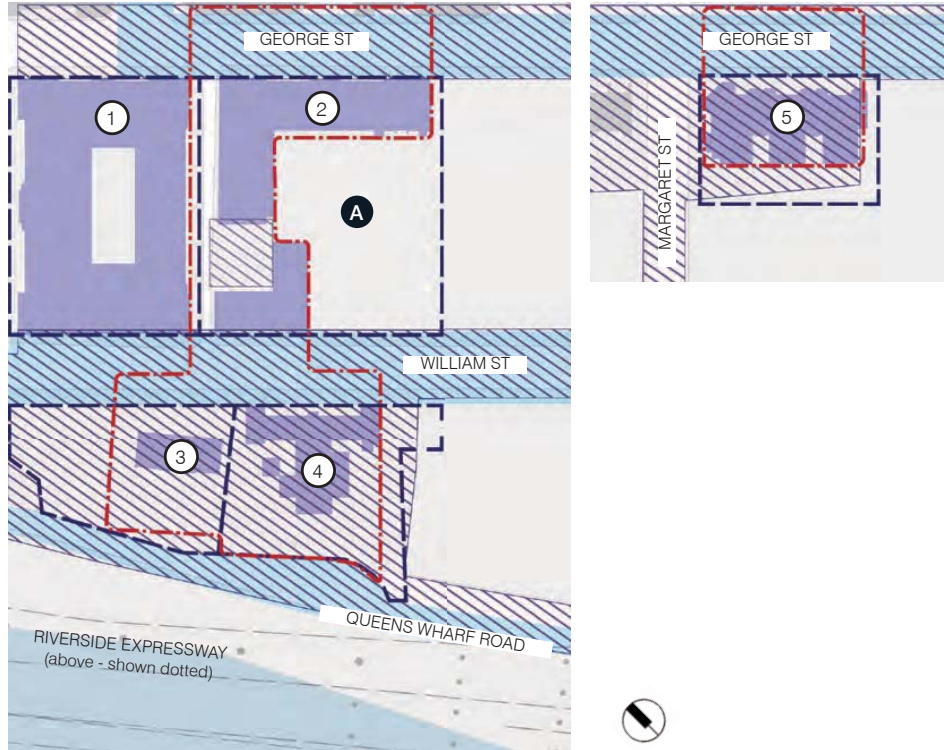 GEORGE ST
GEORGE ST
1
2
5
MARGARET ST
A
WILLIAM ST
3
4
QUEENS WHARF ROAD
RIVERSIDE EXPRESSWAY
(above - shown dotted)